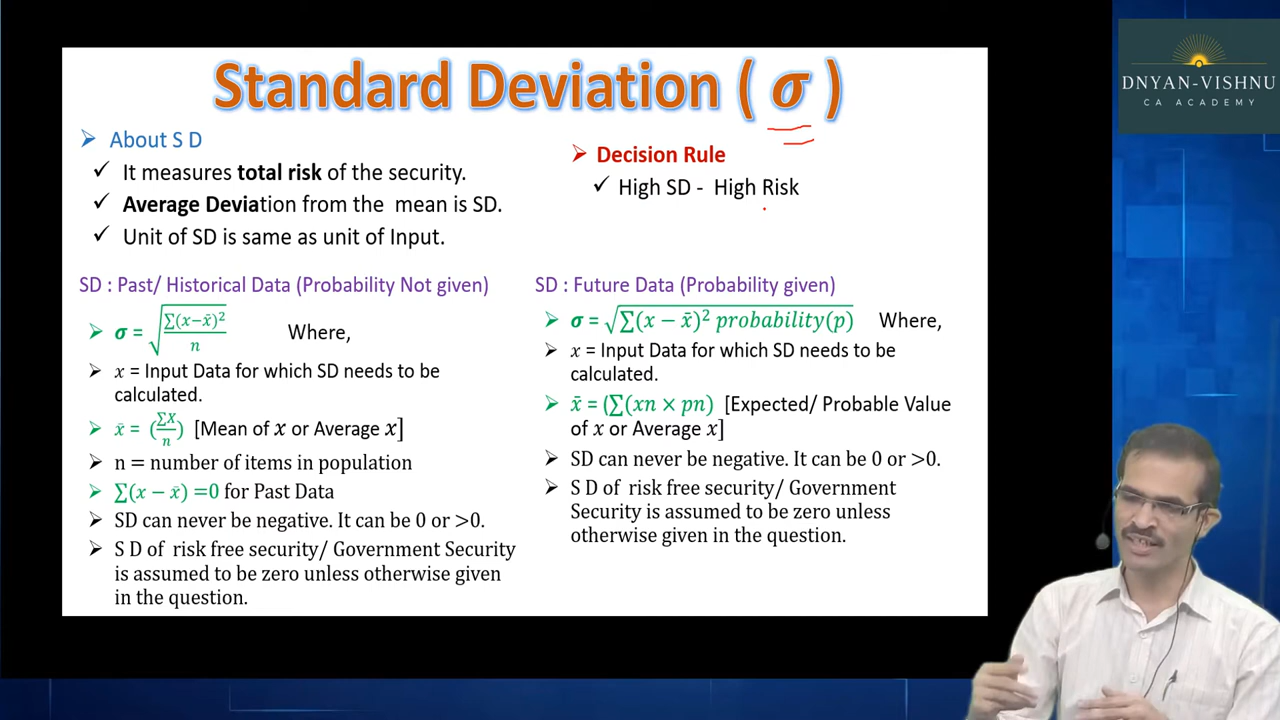 Standard Deviation ( σ )
About S D
✓ It measures total risk of the security.
✓ Average Deviation from the mean is SD.
✓ Unit of SD is same as unit of Input.
Decision Rule
✓ High SD - High Risk
SD : Past/ Historical Data (Probability Not given)
σ = √(∑(x−x̄)²/n) Where,
x = Input Data for which SD needs to be
calculated.
x̄ = (∑X/n) [Mean of x or Average x]
n = number of items in population
∑(x − x̄) =0 for Past Data
SD can never be negative. It can be 0 or >0.
S D of risk free security/ Government Security
is assumed to be zero unless otherwise given
in the question.
SD : Future Data (Probability given)
σ = √∑(x − x̄)² probability(p) Where,
x = Input Data for which SD needs to be
calculated.
x̄ = (∑(xn × pn) [Expected/ Probable Value
of x or Average x]
SD can never be negative. It can be 0 or >0.
S D of risk free security/ Government
Security is assumed to be zero unless
otherwise given in the question.
DNYAN-VISHNU
CA ACADEMY